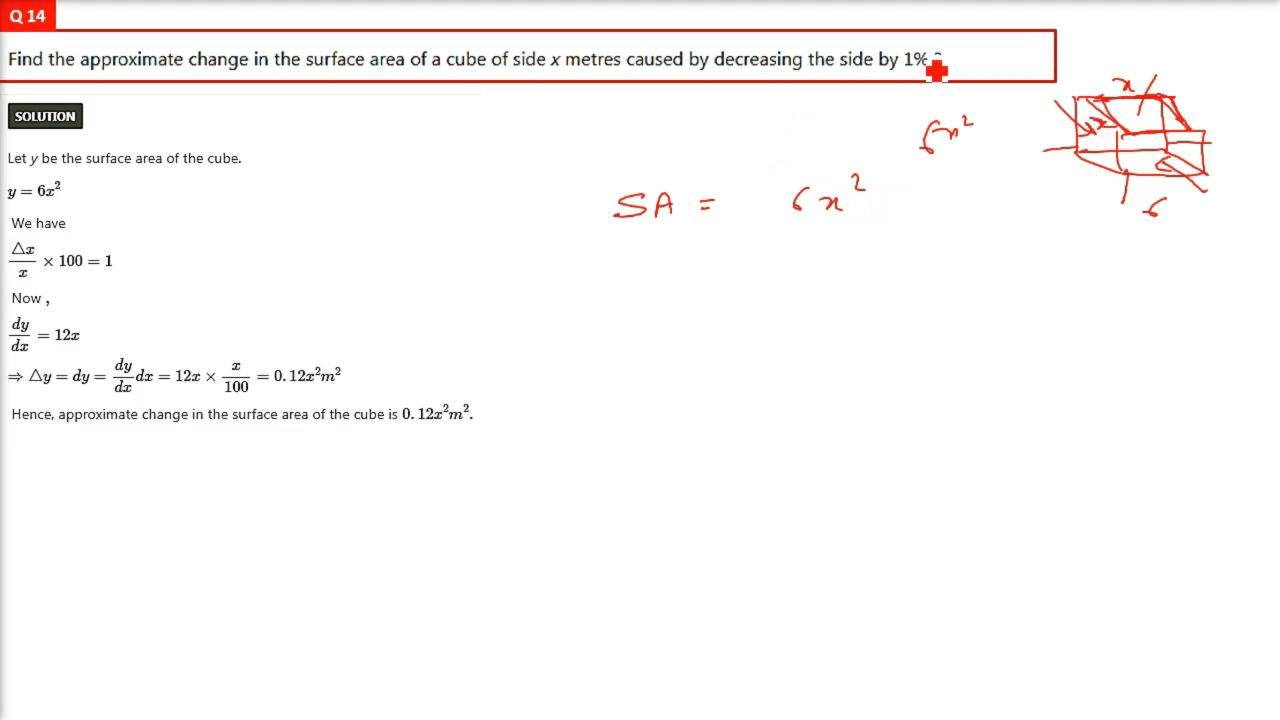 Q 14
Find the approximate change in the surface area of a cube of side x metres caused by decreasing the side by 1%
SOLUTION
Let y be the surface area of the cube.
y = 6x²
We have
△x/x × 100 = 1
Now ,
dy/dx = 12x
⇒ △y = dy = dy/dx dx = 12x × x/100 = 0.12x²m²
Hence, approximate change in the surface area of the cube is 0.12x²m².
SA = 6x²
6x²
x
x
6